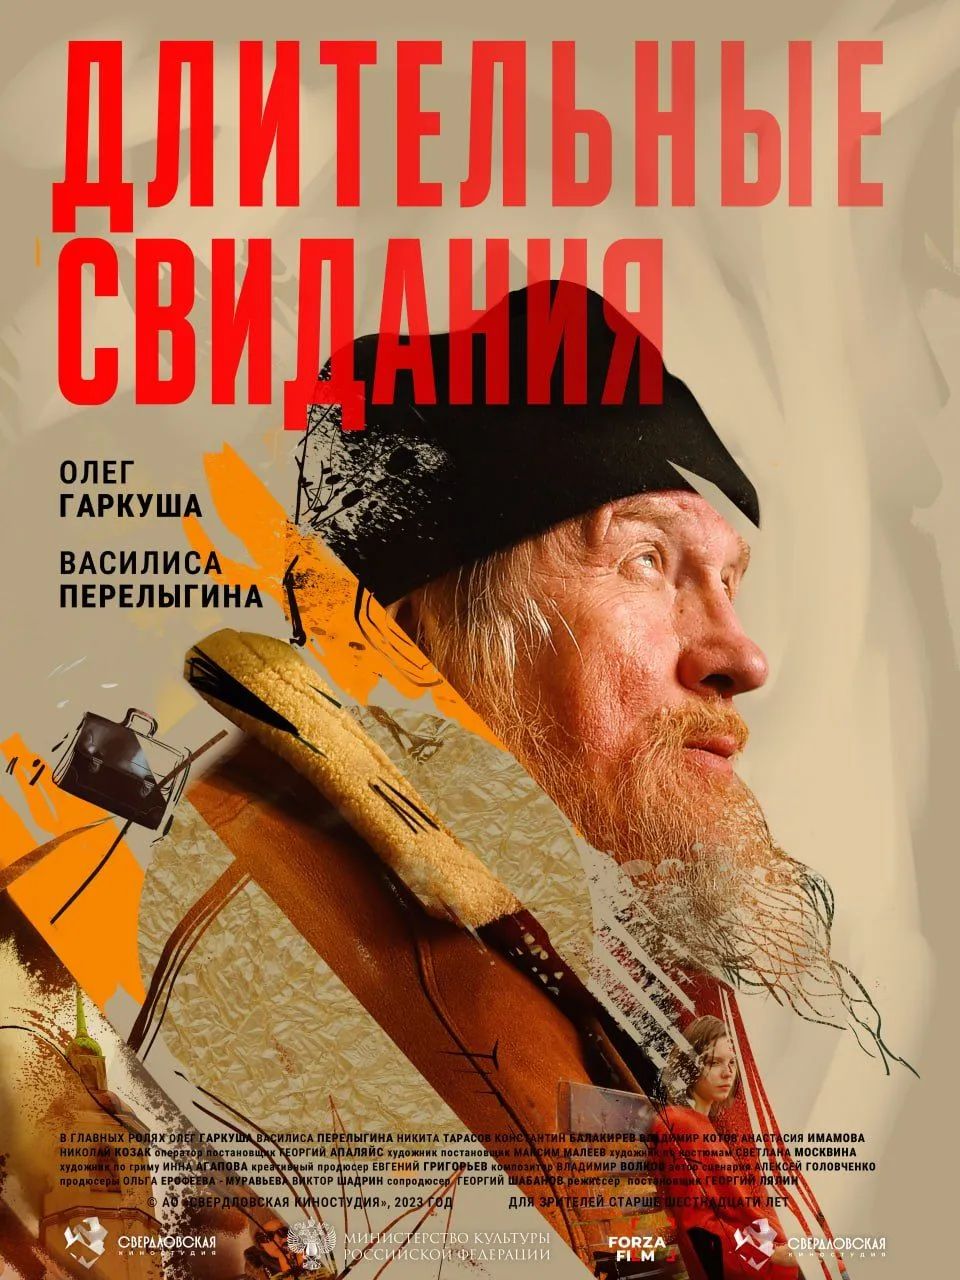 ДЛИТЕЛЬНЫЕ
СВИДАНИЯ
ОЛЕГ
ГАРКУША
ВАСИЛИСА
ПЕРЕЛЫГИНА
В ГЛАВНЫХ РОЛЯХ ОЛЕГ ГАРКУША ВАСИЛИСА ПЕРЕЛЫГИНА НИКИТА ТАРАСОВ КОНСТАНТИН БАЛАКИРЕВ ВЛАДИМИР КОТОВ АНАСТАСИЯ ИМАМОВА
НИКОЛАЙ КОЗАК оператор постановщик ГЕОРГИЙ АПАЛЯЙС художник постановщик МАКСИМ МАЛЕЕВ художник по костюмам СВЕТЛАНА МОСКВИНА
художник по гриму ИННА АГАПОВА креативный продюсер ЕВГЕНИЙ ГРИГОРЬЕВ композитор ВЛАДИМИР ВОЛКОВ автор сценария АЛЕКСЕЙ ГОЛОВЧЕНКО
продюсеры ОЛЬГА ЕРОФЕЕВА - МУРАВЬЕВА ВИКТОР ШАДРИН сопродюсер ГЕОРГИЙ ШАБАНОВ режиссер постановщик ГЕОРГИЙ ЛЯЛИН
© АО «СВЕРДЛОВСКАЯ КИНОСТУДИЯ», 2023 ГОД ДЛЯ ЗРИТЕЛЕЙ СТАРШЕ ШЕСТНАДЦАТИ ЛЕТ
СВЕРДЛОВСКАЯ
КИНОСТУДИЯ
МИНИСТЕРСТВО КУЛЬТУРЫ
РОССИЙСКОЙ ФЕДЕРАЦИИ
FORZA
FILM
СВЕРДЛОВСКАЯ
КИНОСТУДИЯ